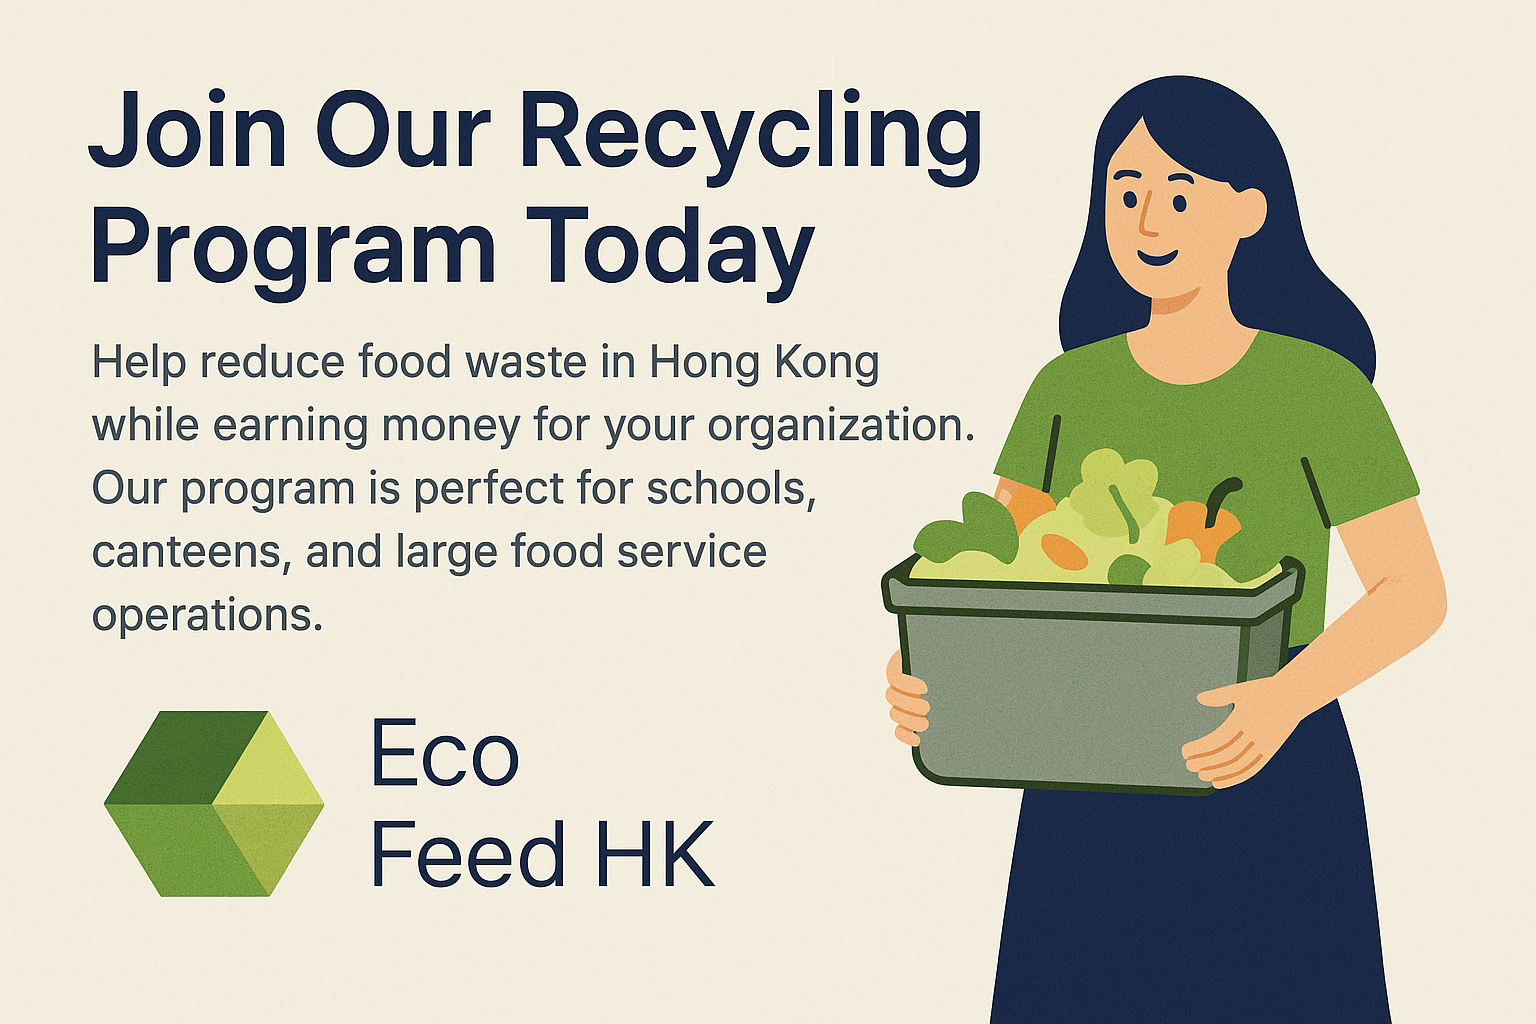 Join Our Recycling
Program Today
Help reduce food waste in Hong Kong
while earning money for your organization.
Our program is perfect for schools,
canteens, and large food service
operations.
Eco
Feed HK